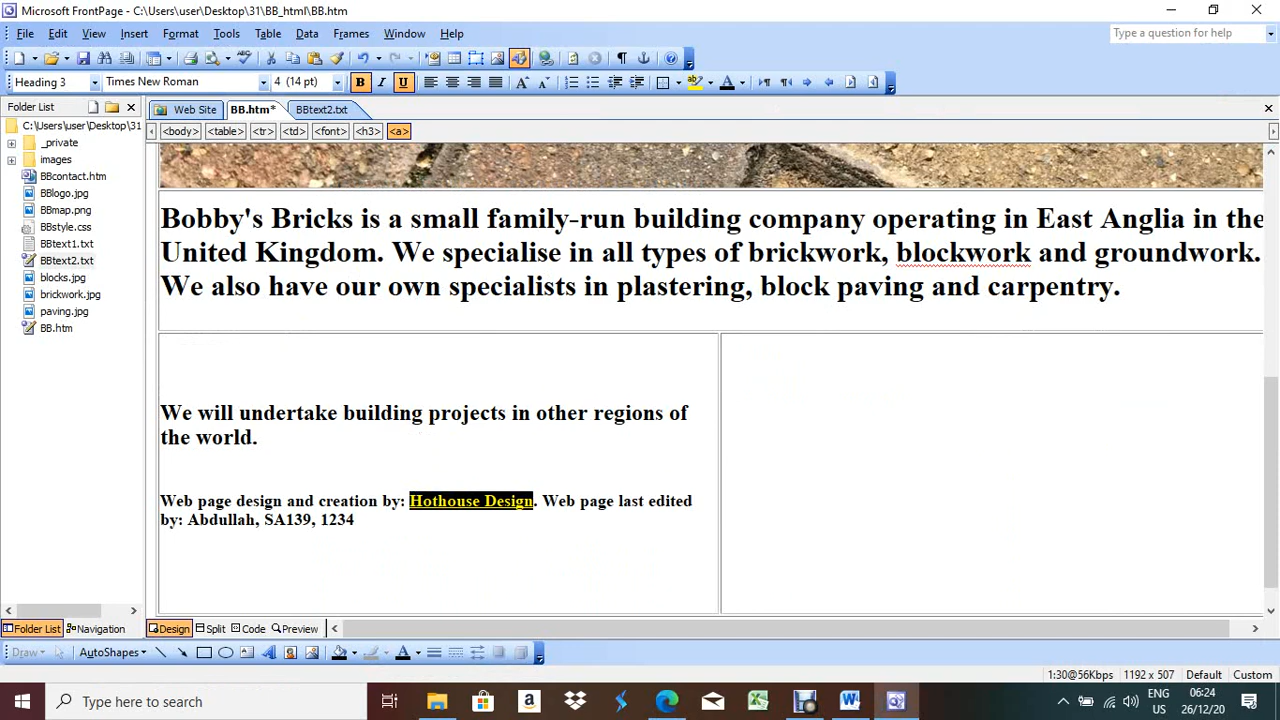 Microsoft FrontPage - C:\Users\user\Desktop\31\BB_html\BB.htm
File Edit View Insert Format Tools Table Data Frames Window Help
Type a question for help
Heading 3 Times New Roman 4 (14 pt) B I U
Folder List
Web Site BB.htm* BBtext2.txt
C:\Users\user\Desktop\31
<body> <table> <tr> <td> <font> <h3> <a>
_private
images
BBcontact.htm
BBlogo.jpg
BBmap.png
BBstyle.css
BBtext1.txt
BBtext2.txt
blocks.jpg
brickwork.jpg
paving.jpg
BB.htm
Bobby's Bricks is a small family-run building company operating in East Anglia in the
United Kingdom. We specialise in all types of brickwork, blockwork and groundwork.
We also have our own specialists in plastering, block paving and carpentry.
We will undertake building projects in other regions of
the world.
Web page design and creation by: Hothouse Design. Web page last edited
by: Abdullah, SA139, 1234
Folder List Navigation Design Split Code Preview
Draw AutoShapes
1:30@56Kbps 1192 x 507 Default Custom
Type here to search
ENG 06:24
US 26/12/20